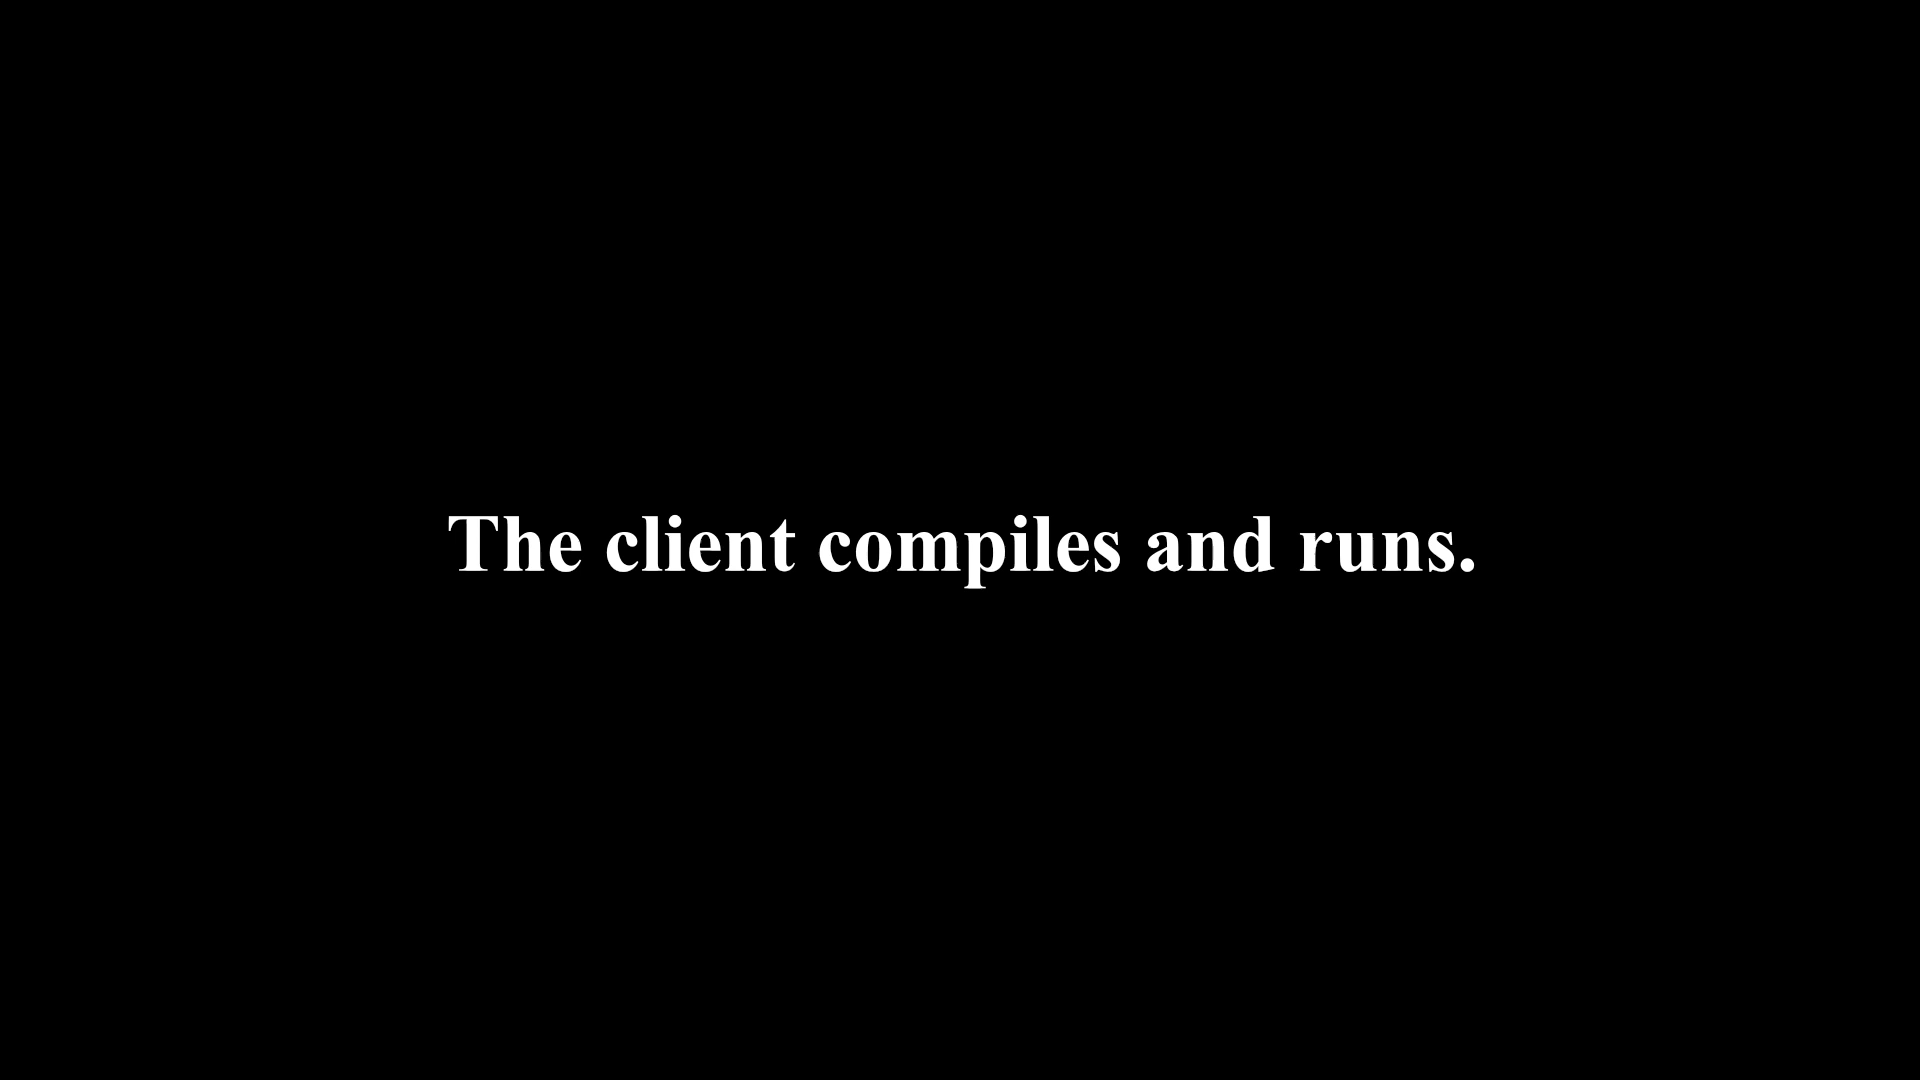 The client compiles and runs.